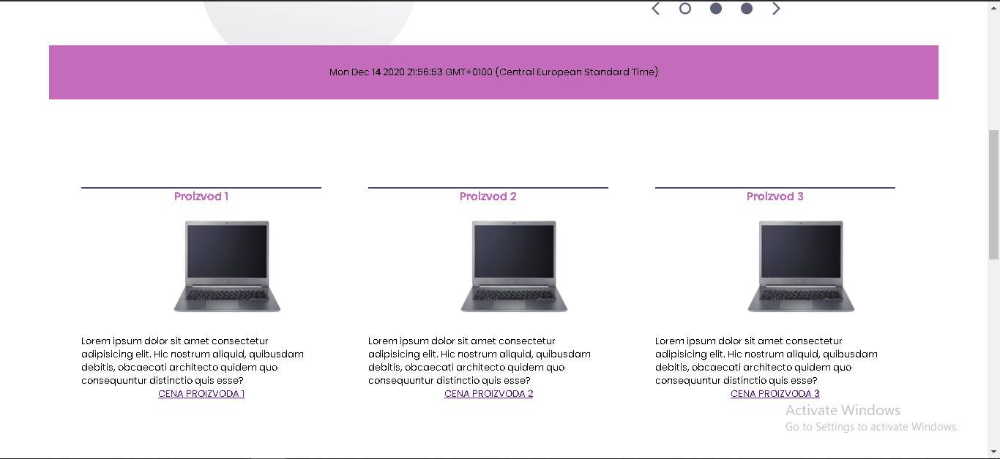 Mon Dec 14 2020 21:56:53 GMT+0100 (Central European Standard Time)
Proizvod 1
Proizvod 2
Proizvod 3
Lorem ipsum dolor sit amet consectetur
adipisicing elit. Hic nostrum aliquid, quibusdam
debitis, obcaecati architecto quidem quo
consequuntur distinctio quis esse?
CENA PROIZVODA 1
Lorem ipsum dolor sit amet consectetur
adipisicing elit. Hic nostrum aliquid, quibusdam
debitis, obcaecati architecto quidem quo
consequuntur distinctio quis esse?
CENA PROIZVODA 2
Lorem ipsum dolor sit amet consectetur
adipisicing elit. Hic nostrum aliquid, quibusdam
debitis, obcaecati architecto quidem quo
consequuntur distinctio quis esse?
CENA PROIZVODA 3
Activate Windows
Go to Settings to activate Windows.